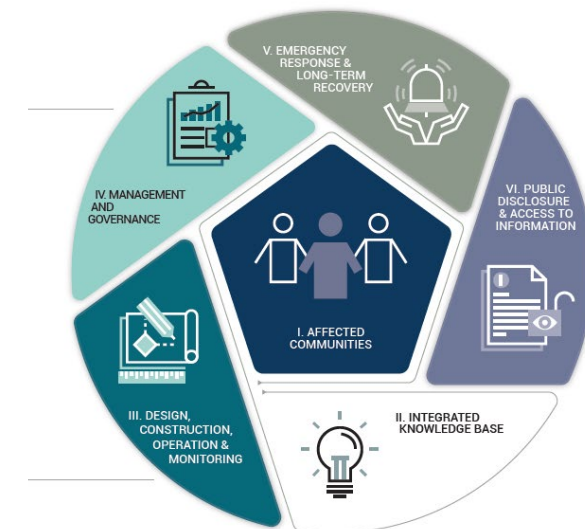 V. EMERGENCY
RESPONSE &
LONG-TERM
RECOVERY
IV. MANAGEMENT
AND
GOVERNANCE
VI. PUBLIC
DISCLOSURE
& ACCESS TO
INFORMATION
I. AFFECTED
COMMUNITIES
III. DESIGN,
CONSTRUCTION,
OPERATION &
MONITORING
II. INTEGRATED
KNOWLEDGE BASE